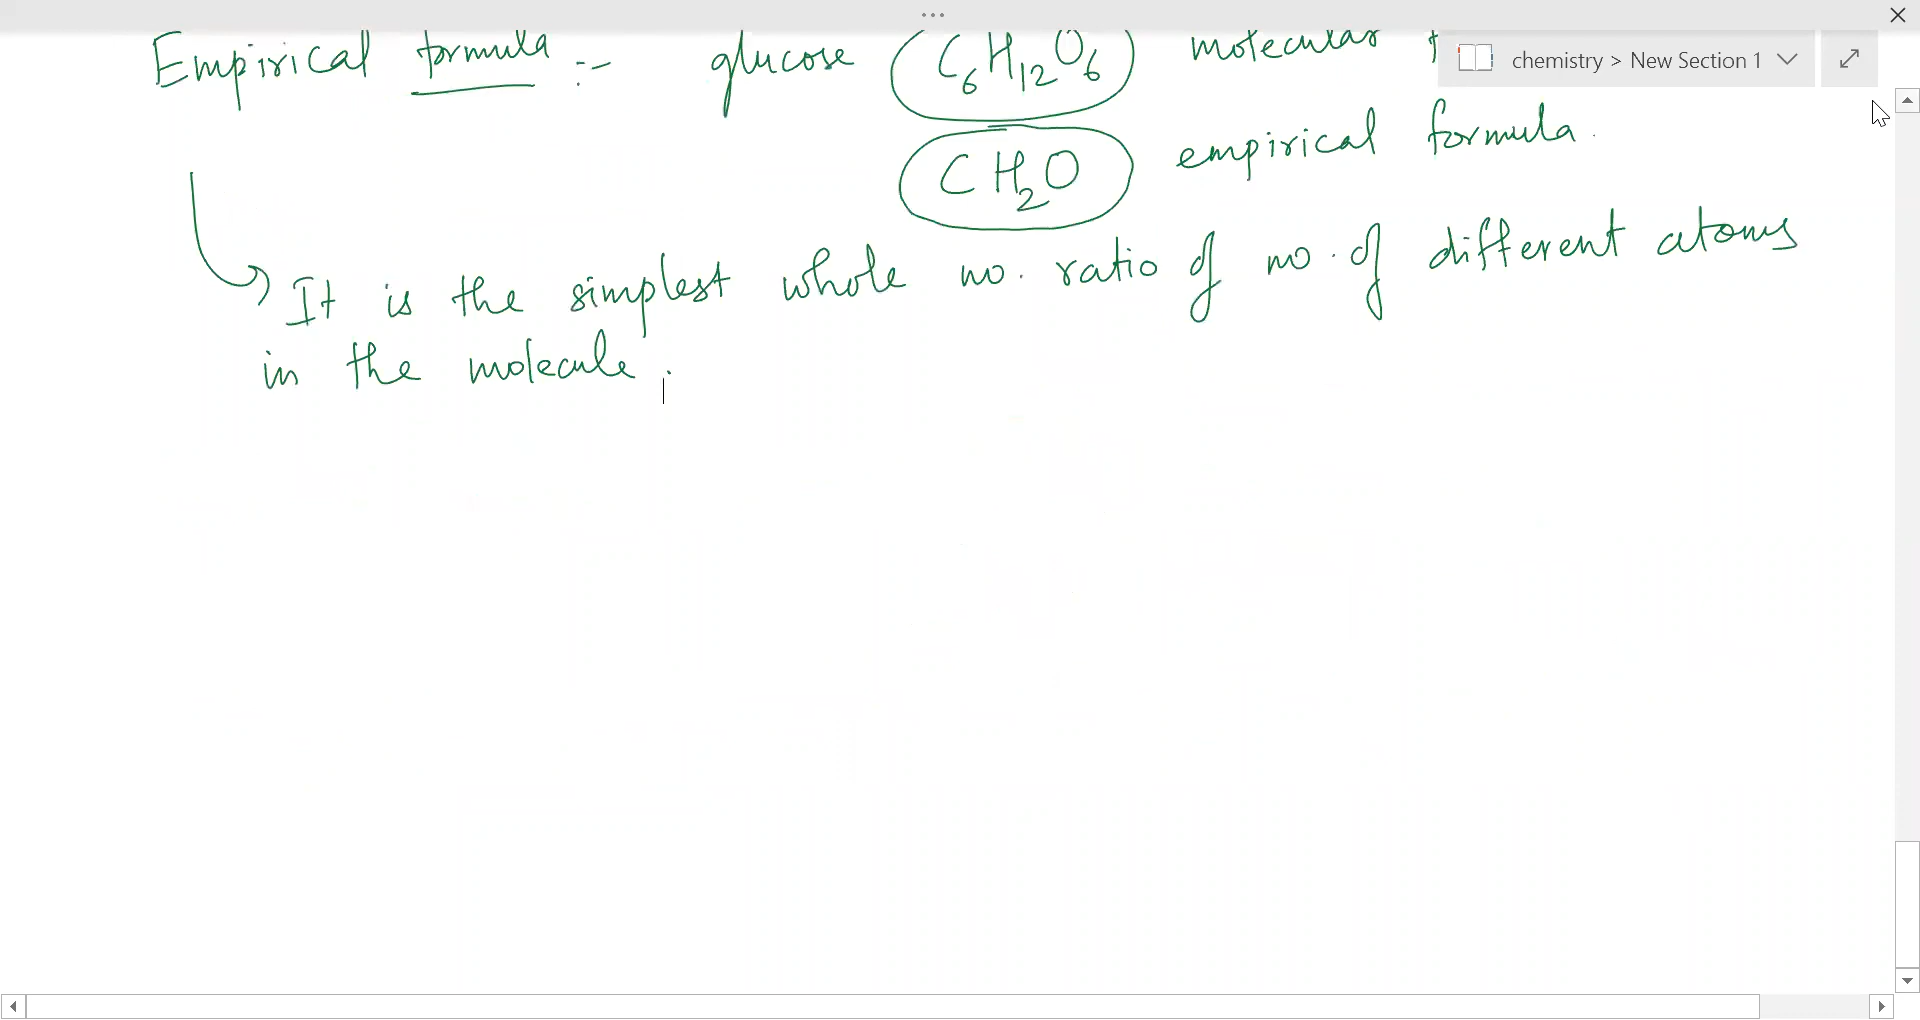 ...
Empirical formula :- glucose C6H12O6 molecular f
chemistry > New Section 1
CH2O empirical formula.
It is the simplest whole no. ratio of no. of different atoms
in the molecule.